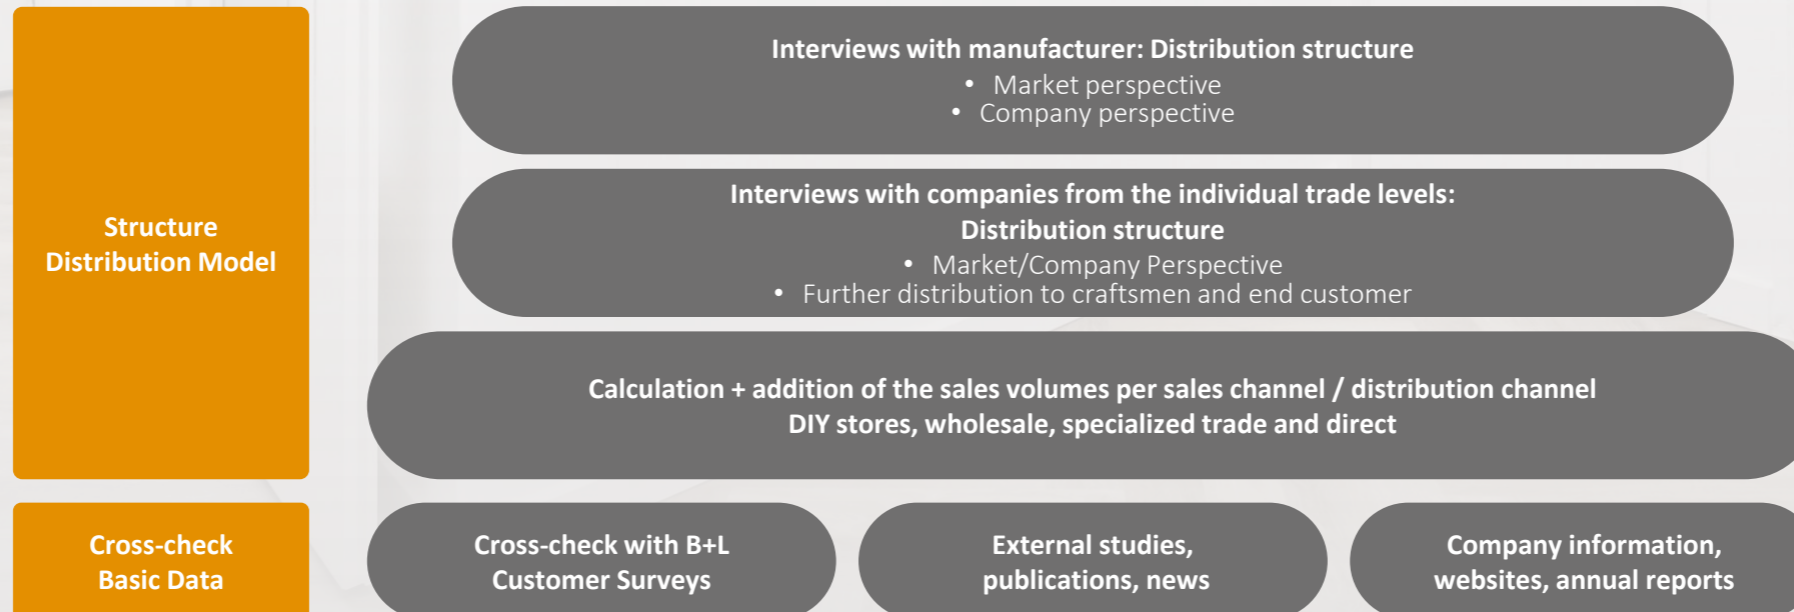 Structure
Distribution Model
Interviews with manufacturer: Distribution structure
• Market perspective
• Company perspective
Interviews with companies from the individual trade levels:
Distribution structure
• Market/Company Perspective
• Further distribution to craftsmen and end customer
Calculation + addition of the sales volumes per sales channel / distribution channel
DIY stores, wholesale, specialized trade and direct
Cross-check
Basic Data
Cross-check with B+L
Customer Surveys
External studies,
publications, news
Company information,
websites, annual reports